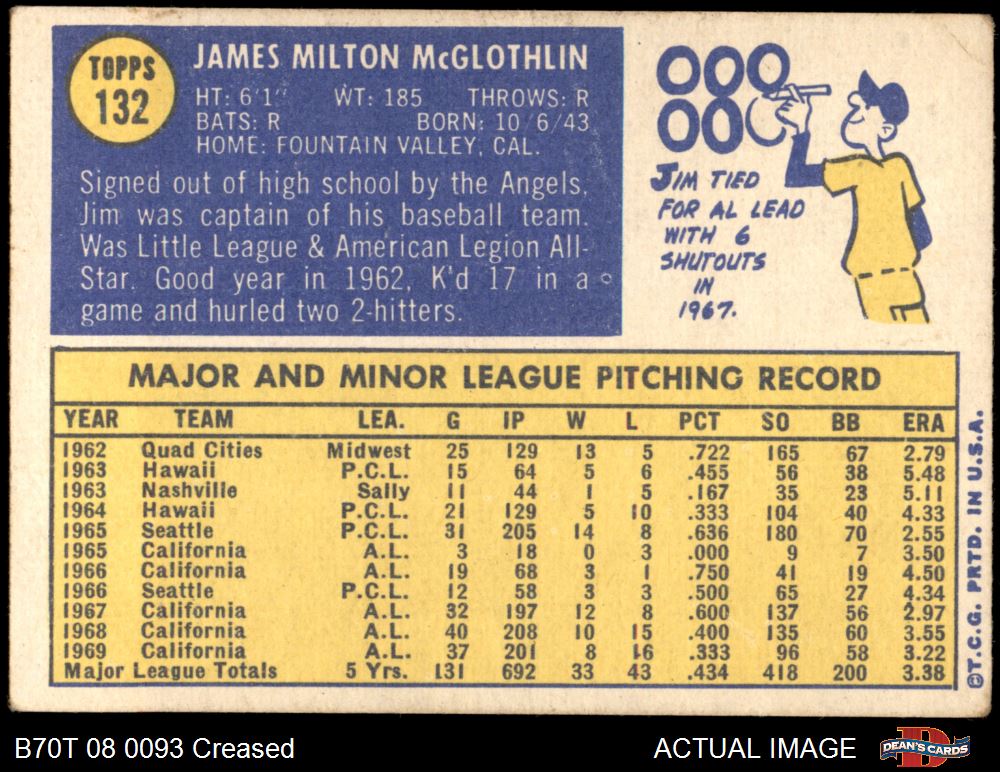 TOPPS
132
JAMES MILTON McGLOTHLIN
HT: 6'1" WT: 185 THROWS: R
BATS: R BORN: 10/6/43
HOME: FOUNTAIN VALLEY, CAL.
Signed out of high school by the Angels,
Jim was captain of his baseball team.
Was Little League & American Legion All-
Star. Good year in 1962, K'd 17 in a
game and hurled two 2-hitters.
000
000
JIM TIED
FOR AL LEAD
WITH 6
SHUTOUTS
IN
1967.
MAJOR AND MINOR LEAGUE PITCHING RECORD
YEAR TEAM LEA. G IP W L PCT SO BB ERA
1962 Quad Cities Midwest 25 129 13 5 .722 165 67 2.79
1963 Hawaii P.C.L. 15 64 5 6 .455 56 38 5.48
1963 Nashville Sally 11 44 1 5 .167 35 23 5.11
1964 Hawaii P.C.L. 21 129 5 10 .333 104 40 4.33
1965 Seattle P.C.L. 31 205 14 8 .636 180 70 2.55
1965 California A.L. 3 18 0 3 .000 9 7 3.50
1966 California A.L. 19 68 3 1 .750 41 19 4.50
1966 Seattle P.C.L. 12 58 3 3 .500 65 27 4.34
1967 California A.L. 32 197 12 8 .600 137 56 2.97
1968 California A.L. 40 208 10 15 .400 135 60 3.55
1969 California A.L. 37 201 8 16 .333 96 58 3.22
Major League Totals 5 Yrs. 131 692 33 43 .434 418 200 3.38
©T.C.G. PRTD. IN U.S.A.
B70T 08 0093 Creased
ACTUAL IMAGE
D
DEAN'S CARDS